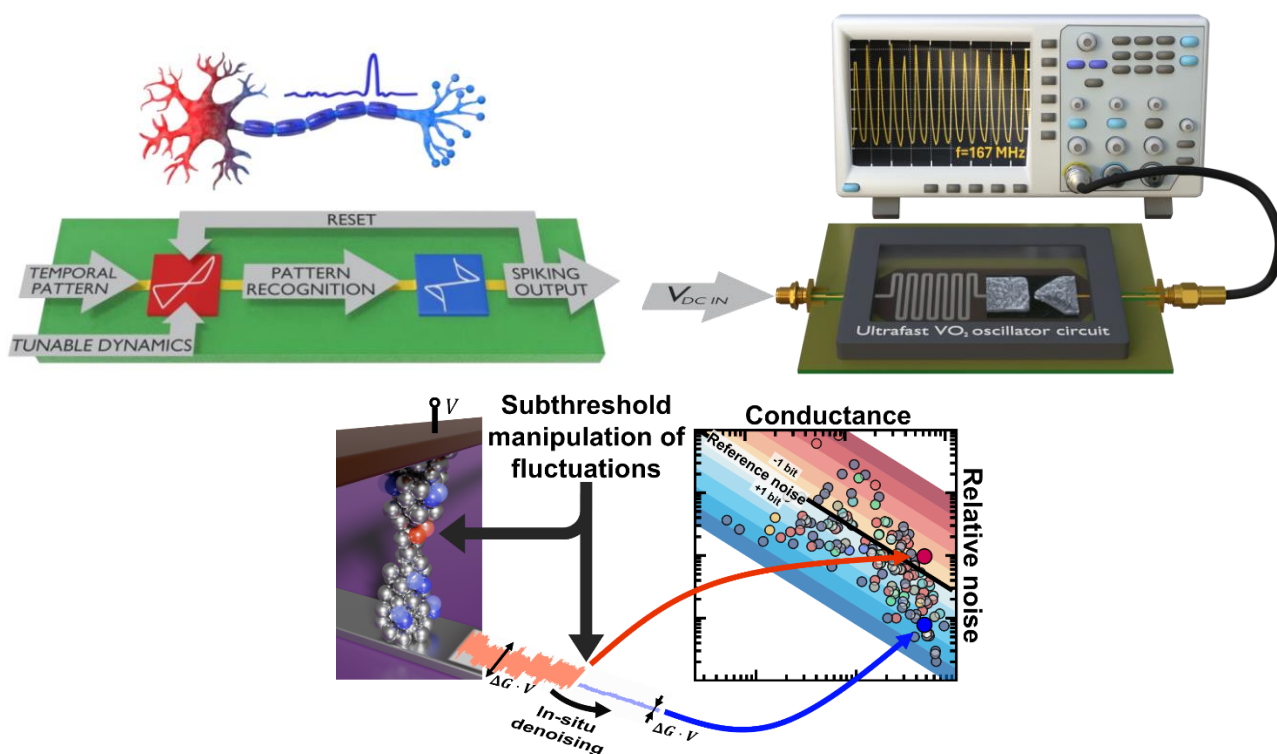 RESET
TEMPORAL
PATTERN
PATTERN
RECOGNITION
SPIKING
OUTPUT
TUNABLE DYNAMICS
f=167 MHz
V DC IN
Ultrafast VO₂ oscillator circuit
V
Subthreshold
manipulation of
fluctuations
Conductance
Reference noise
-1 bit
+1 bit
Relative noise
ΔG · V
In-situ
denoising
ΔG · V